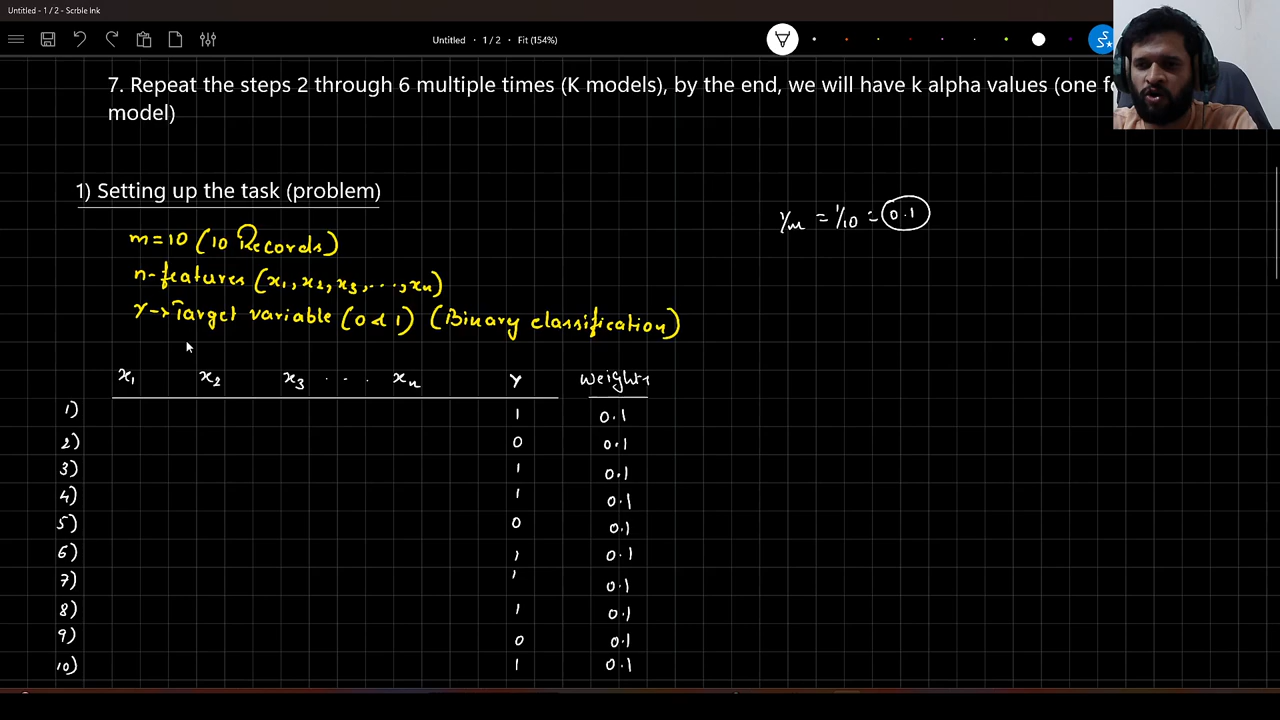 Untitled - 1 / 2 - Scrble Ink
Untitled · 1 / 2 · Fit (154%)
7. Repeat the steps 2 through 6 multiple times (K models), by the end, we will have k alpha values (one
model)
1) Setting up the task (problem)
1/m = 1/10 = 0.1
m=10 (10 Records)
n-features (x1, x2, x3, ..., xn)
Y→Target variable (0 & 1) (Binary classification)
x1 x2 x3 .... xn Y weights
1) 1 0.1
2) 0 0.1
3) 1 0.1
4) 1 0.1
5) 0 0.1
6) 1 0.1
7) 1 0.1
8) 1 0.1
9) 0 0.1
10) 1 0.1